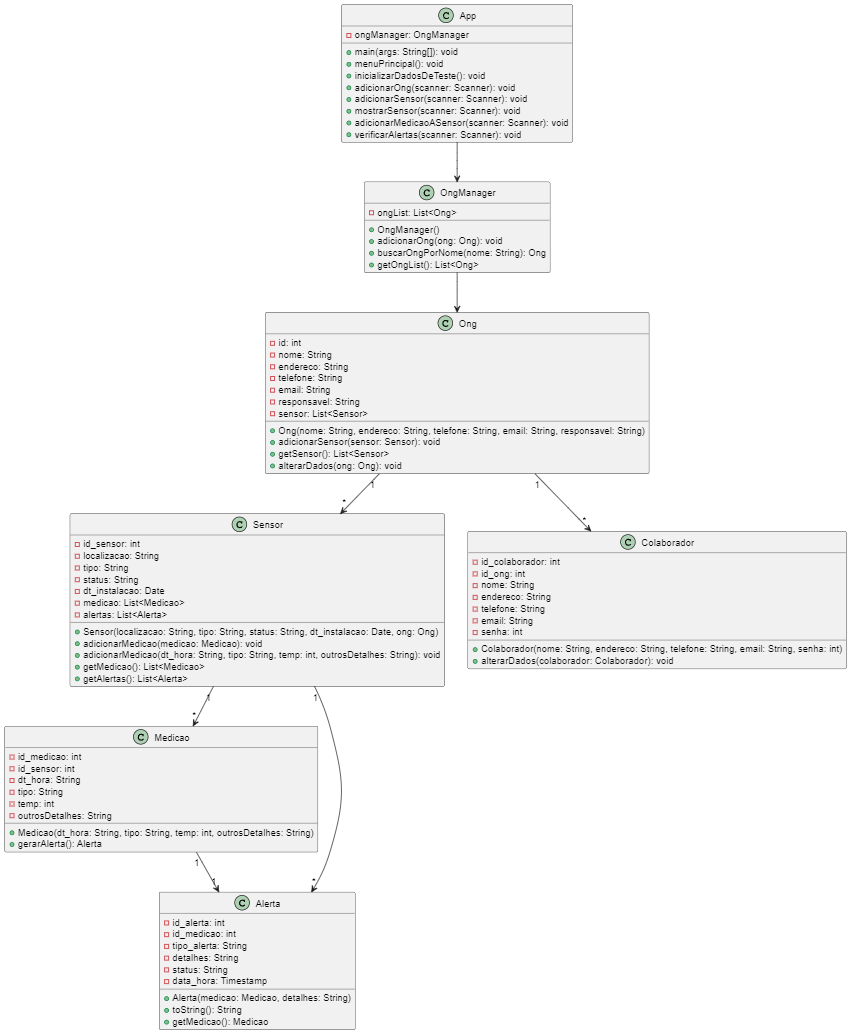 C App
ongManager: OngManager
main(args: String[]): void
menuPrincipal(): void
inicializarDadosDeTeste(): void
adicionarOng(scanner: Scanner): void
adicionarSensor(scanner: Scanner): void
mostrarSensor(scanner: Scanner): void
adicionarMedicaoASensor(scanner: Scanner): void
verificarAlertas(scanner: Scanner): void
C OngManager
ongList: List<Ong>
OngManager()
adicionarOng(ong: Ong): void
buscarOngPorNome(nome: String): Ong
getOngList(): List<Ong>
C Ong
id: int
nome: String
endereco: String
telefone: String
email: String
responsavel: String
sensor: List<Sensor>
Ong(nome: String, endereco: String, telefone: String, email: String, responsavel: String)
adicionarSensor(sensor: Sensor): void
getSensor(): List<Sensor>
alterarDados(ong: Ong): void
1
*
1
*
C Sensor
id_sensor: int
localizacao: String
tipo: String
status: String
dt_instalacao: Date
medicao: List<Medicao>
alertas: List<Alerta>
Sensor(localizacao: String, tipo: String, status: String, dt_instalacao: Date, ong: Ong)
adicionarMedicao(medicao: Medicao): void
adicionarMedicao(dt_hora: String, tipo: String, temp: int, outrosDetalhes: String): void
getMedicao(): List<Medicao>
getAlertas(): List<Alerta>
C Colaborador
id_colaborador: int
id_ong: int
nome: String
endereco: String
telefone: String
email: String
senha: int
Colaborador(nome: String, endereco: String, telefone: String, email: String, senha: int)
alterarDados(colaborador: Colaborador): void
1
*
1
*
C Medicao
id_medicao: int
id_sensor: int
dt_hora: String
tipo: String
temp: int
outrosDetalhes: String
Medicao(dt_hora: String, tipo: String, temp: int, outrosDetalhes: String)
gerarAlerta(): Alerta
1
1
C Alerta
id_alerta: int
id_medicao: int
tipo_alerta: String
detalhes: String
status: String
data_hora: Timestamp
Alerta(medicao: Medicao, detalhes: String)
toString(): String
getMedicao(): Medicao